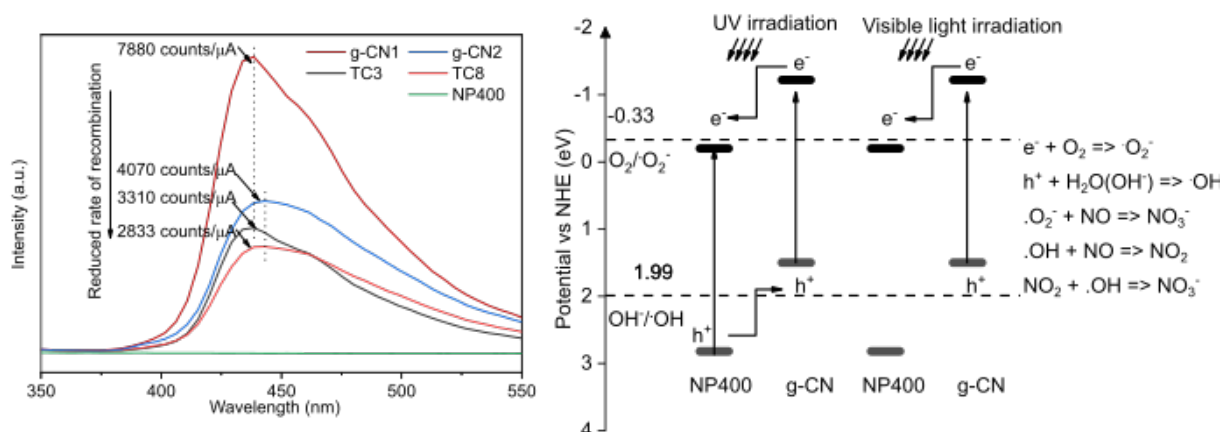 7880 counts/μA
g-CN1
g-CN2
TC3
TC8
NP400
Reduced rate of recombination
4070 counts/μA
3310 counts/μA
2833 counts/μA
Intensity (a.u.)
350 400 450 500 550
Wavelength (nm)
UV irradiation
Visible light irradiation
Potential vs NHE (eV)
-2
-1
0
1
2
3
4
e⁻
e⁻
e⁻
e⁻
-0.33
O₂/·O₂⁻
1.99
OH⁻/·OH
h⁺
h⁺
h⁺
NP400
g-CN
NP400
g-CN
e⁻ + O₂ => ·O₂⁻
h⁺ + H₂O(OH⁻) => ·OH
.O₂⁻ + NO => NO₃⁻
.OH + NO => NO₂
NO₂ + .OH => NO₃⁻